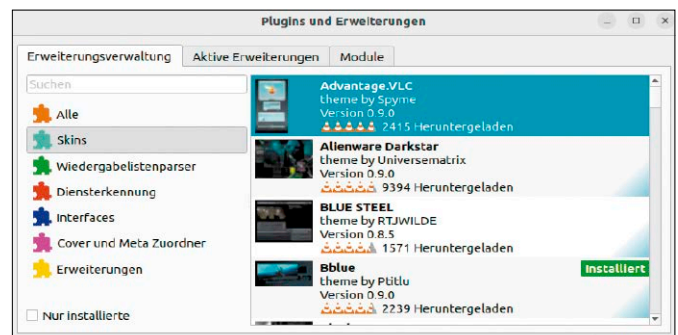 Plugins und Erweiterungen
Erweiterungsverwaltung
Aktive Erweiterungen
Module
Suchen
Alle
Skins
Wiedergabelistenparser
Diensterkennung
Interfaces
Cover und Meta Zuordner
Erweiterungen
Nur installierte
Advantage.VLC
theme by Spyme
Version 0.9.0
2415 Heruntergeladen
Alienware Darkstar
theme by Universematrix
Version 0.9.0
9394 Heruntergeladen
BLUE STEEL
theme by RTJWILDE
Version 0.8.5
1571 Heruntergeladen
Bblue
Installiert
theme by Ptitlu
Version 0.9.0
2239 Heruntergeladen